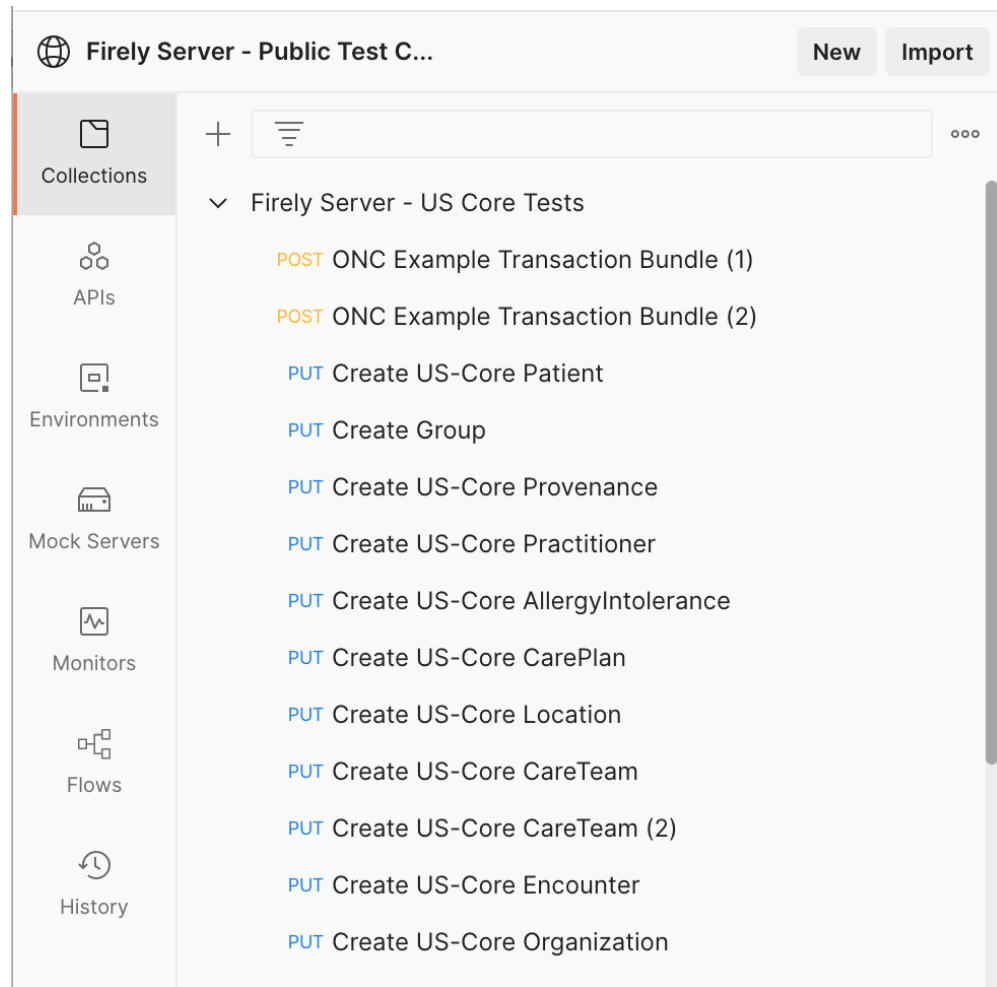 Firely Server - Public Test C...
New
Import
Collections
APIs
Environments
Mock Servers
Monitors
Flows
History
Firely Server - US Core Tests
POST ONC Example Transaction Bundle (1)
POST ONC Example Transaction Bundle (2)
PUT Create US-Core Patient
PUT Create Group
PUT Create US-Core Provenance
PUT Create US-Core Practitioner
PUT Create US-Core AllergyIntolerance
PUT Create US-Core CarePlan
PUT Create US-Core Location
PUT Create US-Core CareTeam
PUT Create US-Core CareTeam (2)
PUT Create US-Core Encounter
PUT Create US-Core Organization